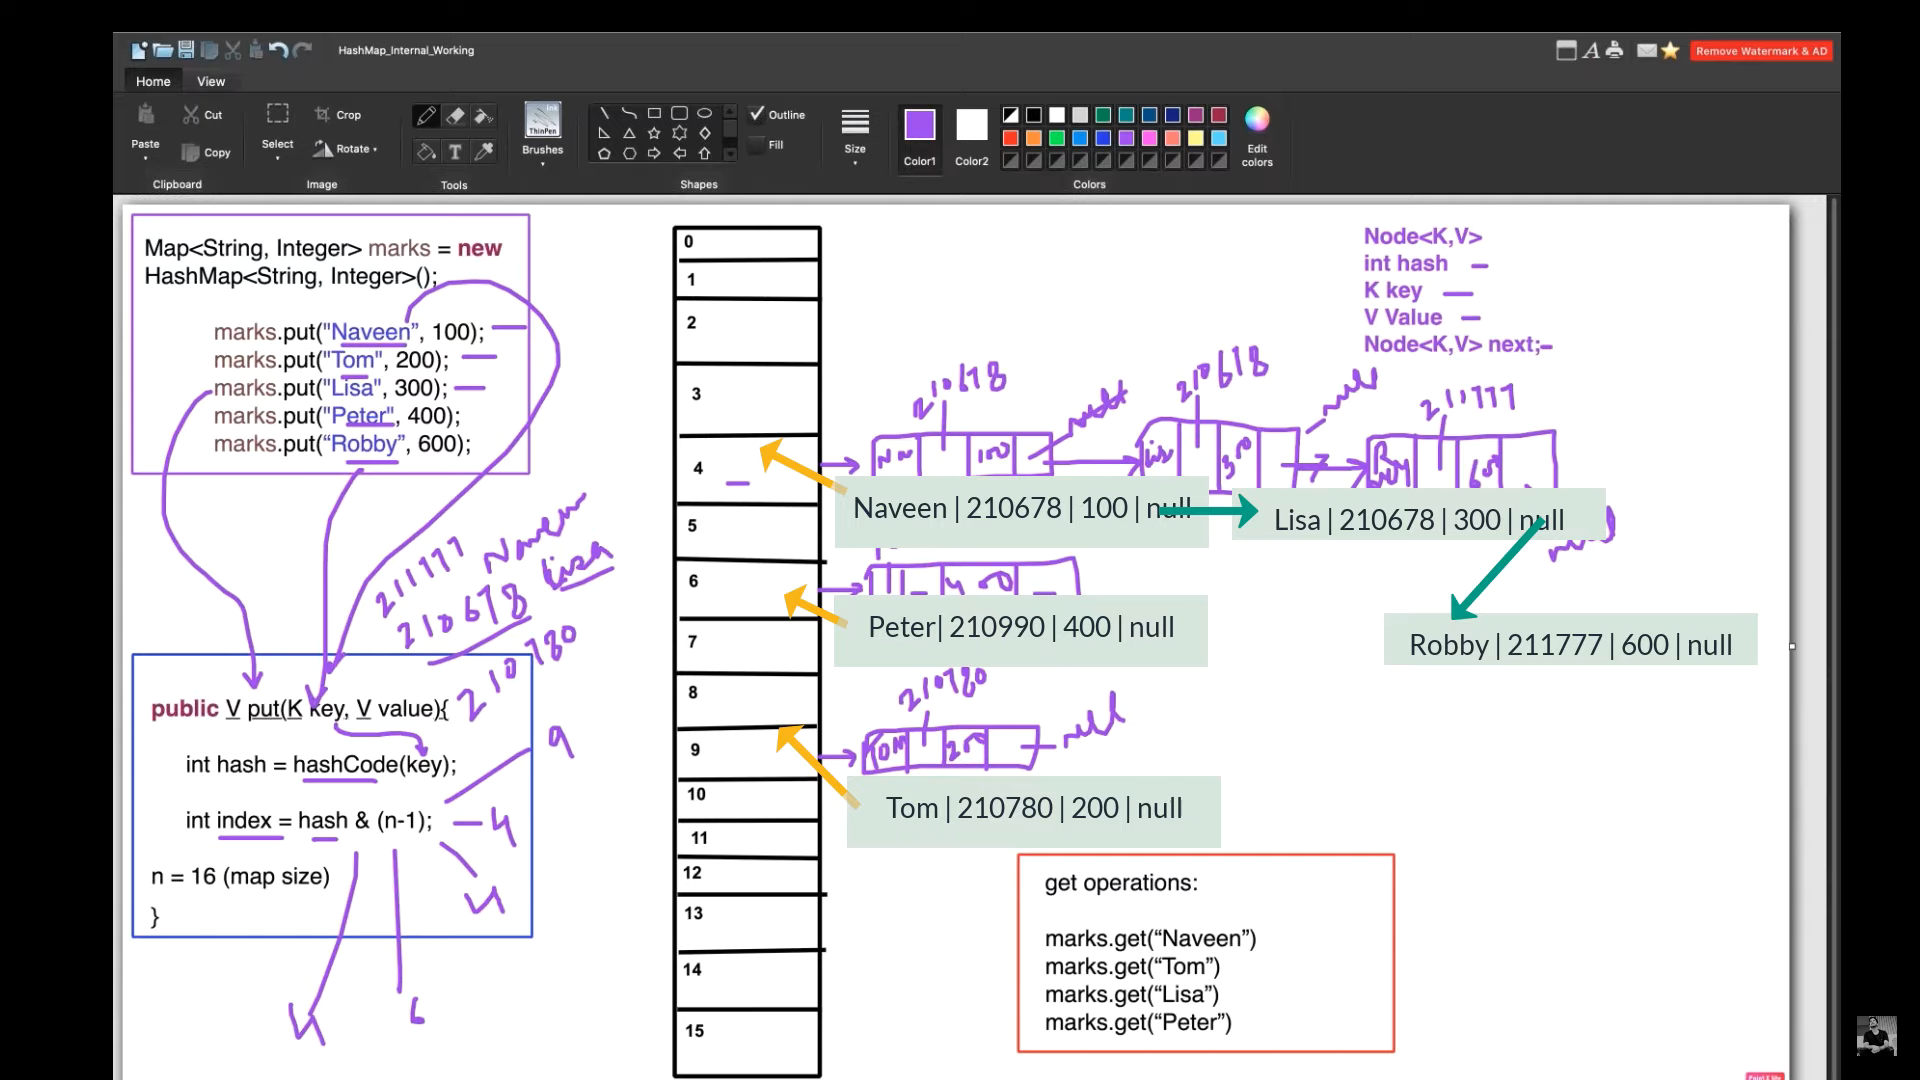 HashMap_Internal_Working
Remove Watermark & AD
Home
View
Paste
Cut
Copy
Clipboard
Select
Crop
Rotate
Image
Tools
Ink
ThinPen
Brushes
Shapes
Outline
Fill
Size
Color1
Color2
Colors
Edit
colors
Map<String, Integer> marks = new
HashMap<String, Integer>();
marks.put("Naveen”, 100);
marks.put("Tom", 200);
marks.put("Lisa", 300);
marks.put("Peter", 400);
marks.put(“Robby”, 600);
211777 Naveen
210678 Lisa
210780
public V put(K key, V value){
int hash = hashCode(key);
int index = hash & (n-1);
n = 16 (map size)
}
9
4
4
4
6
0
1
2
3
4
5
6
7
8
9
10
11
12
13
14
15
Node<K,V>
int hash
K key
V Value
Node<K,V> next;
210678
210678
null
211777
100
300
Naveen | 210678 | 100 | null
Lisa | 210678 | 300 | null
Peter| 210990 | 400 | null
Robby | 211777 | 600 | null
210780
null
Tom
200
Tom | 210780 | 200 | null
get operations:
marks.get(“Naveen”)
marks.get(“Tom”)
marks.get(“Lisa”)
marks.get(“Peter”)